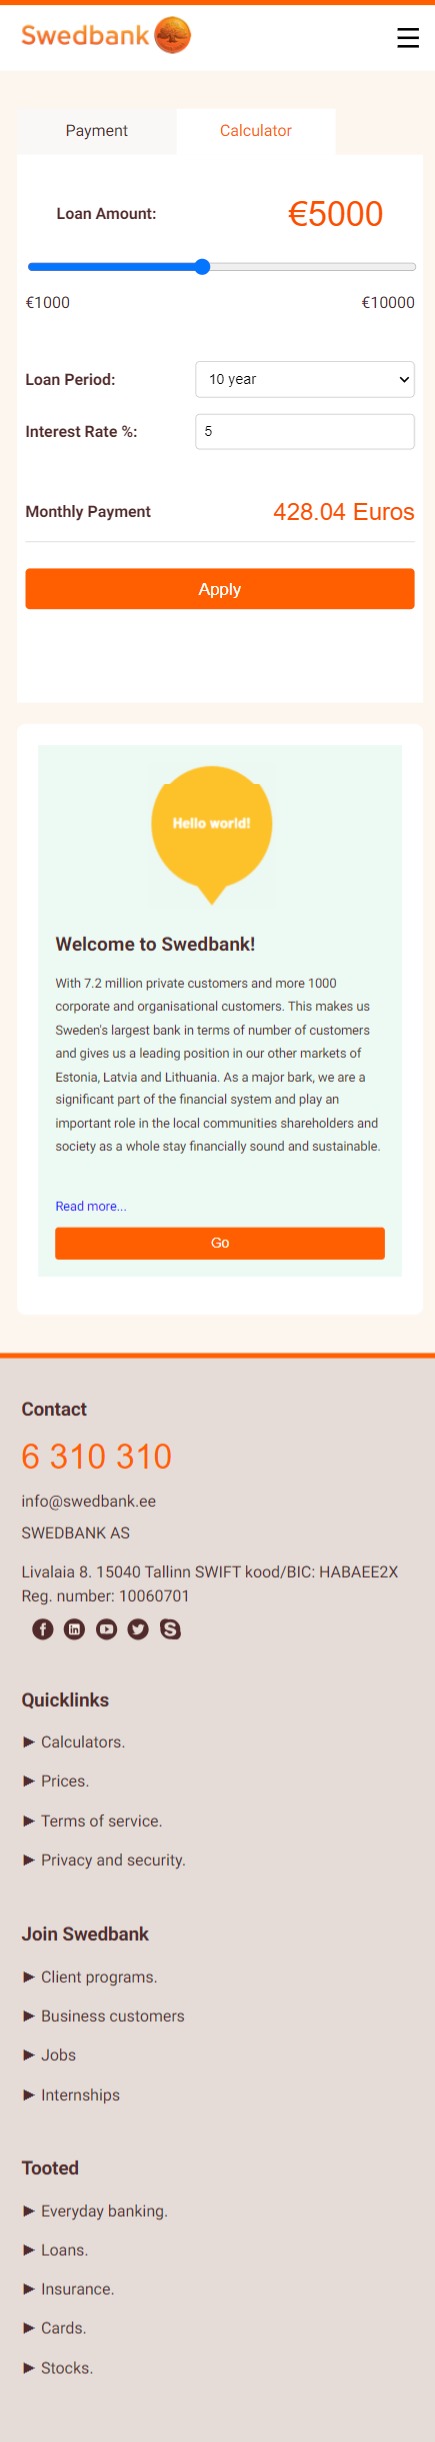 Swedbank
Payment
Calculator
Loan Amount:
€5000
€1000
€10000
Loan Period:
10 year
Interest Rate %:
5
Monthly Payment
428.04 Euros
Apply
Hello world!
Welcome to Swedbank!
With 7.2 million private customers and more 1000
corporate and organisational customers. This makes us
Sweden's largest bank in terms of number of customers
and gives us a leading position in our other markets of
Estonia, Latvia and Lithuania. As a major bark, we are a
significant part of the financial system and play an
important role in the local communities shareholders and
society as a whole stay financially sound and sustainable.
Read more...
Go
Contact
6 310 310
info@swedbank.ee
SWEDBANK AS
Livalaia 8. 15040 Tallinn SWIFT kood/BIC: HABAEE2X
Reg. number: 10060701
Quicklinks
► Calculators.
► Prices.
► Terms of service.
► Privacy and security.
Join Swedbank
► Client programs.
► Business customers
► Jobs
► Internships
Tooted
► Everyday banking.
► Loans.
► Insurance.
► Cards.
► Stocks.